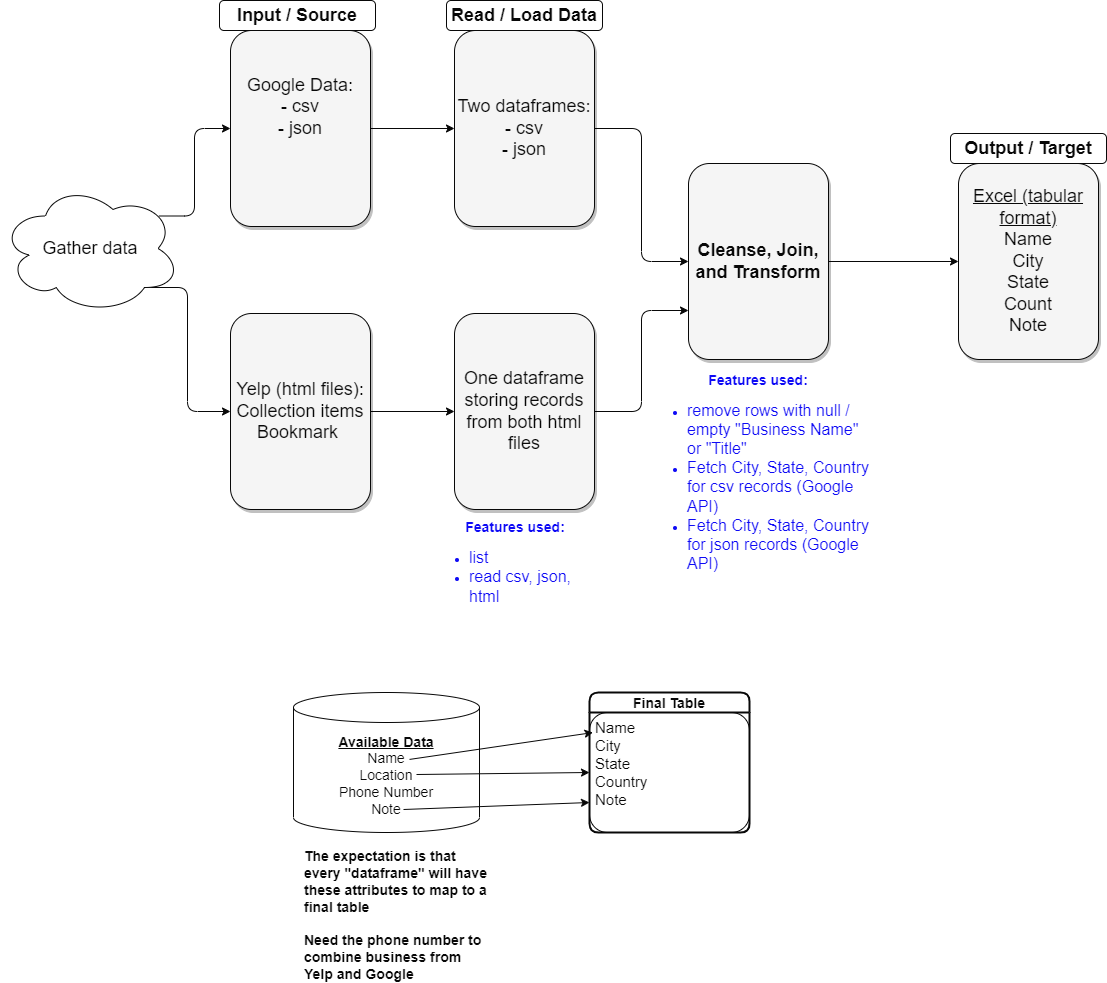 Input / Source
Read / Load Data
Google Data:
- csv
- json
Two dataframes:
- csv
- json
Output / Target
Gather data
Cleanse, Join,
and Transform
Excel (tabular
format)
Name
City
State
Count
Note
Yelp (html files):
Collection items
Bookmark
One dataframe
storing records
from both html
files
Features used:
• list
• read csv, json,
html
Features used:
• remove rows with null /
empty "Business Name"
or "Title"
• Fetch City, State, Country
for csv records (Google
API)
• Fetch City, State, Country
for json records (Google
API)
Available Data
Name
Location
Phone Number
Note
Final Table
Name
City
State
Country
Note
The expectation is that
every "dataframe" will have
these attributes to map to a
final table
Need the phone number to
combine business from
Yelp and Google